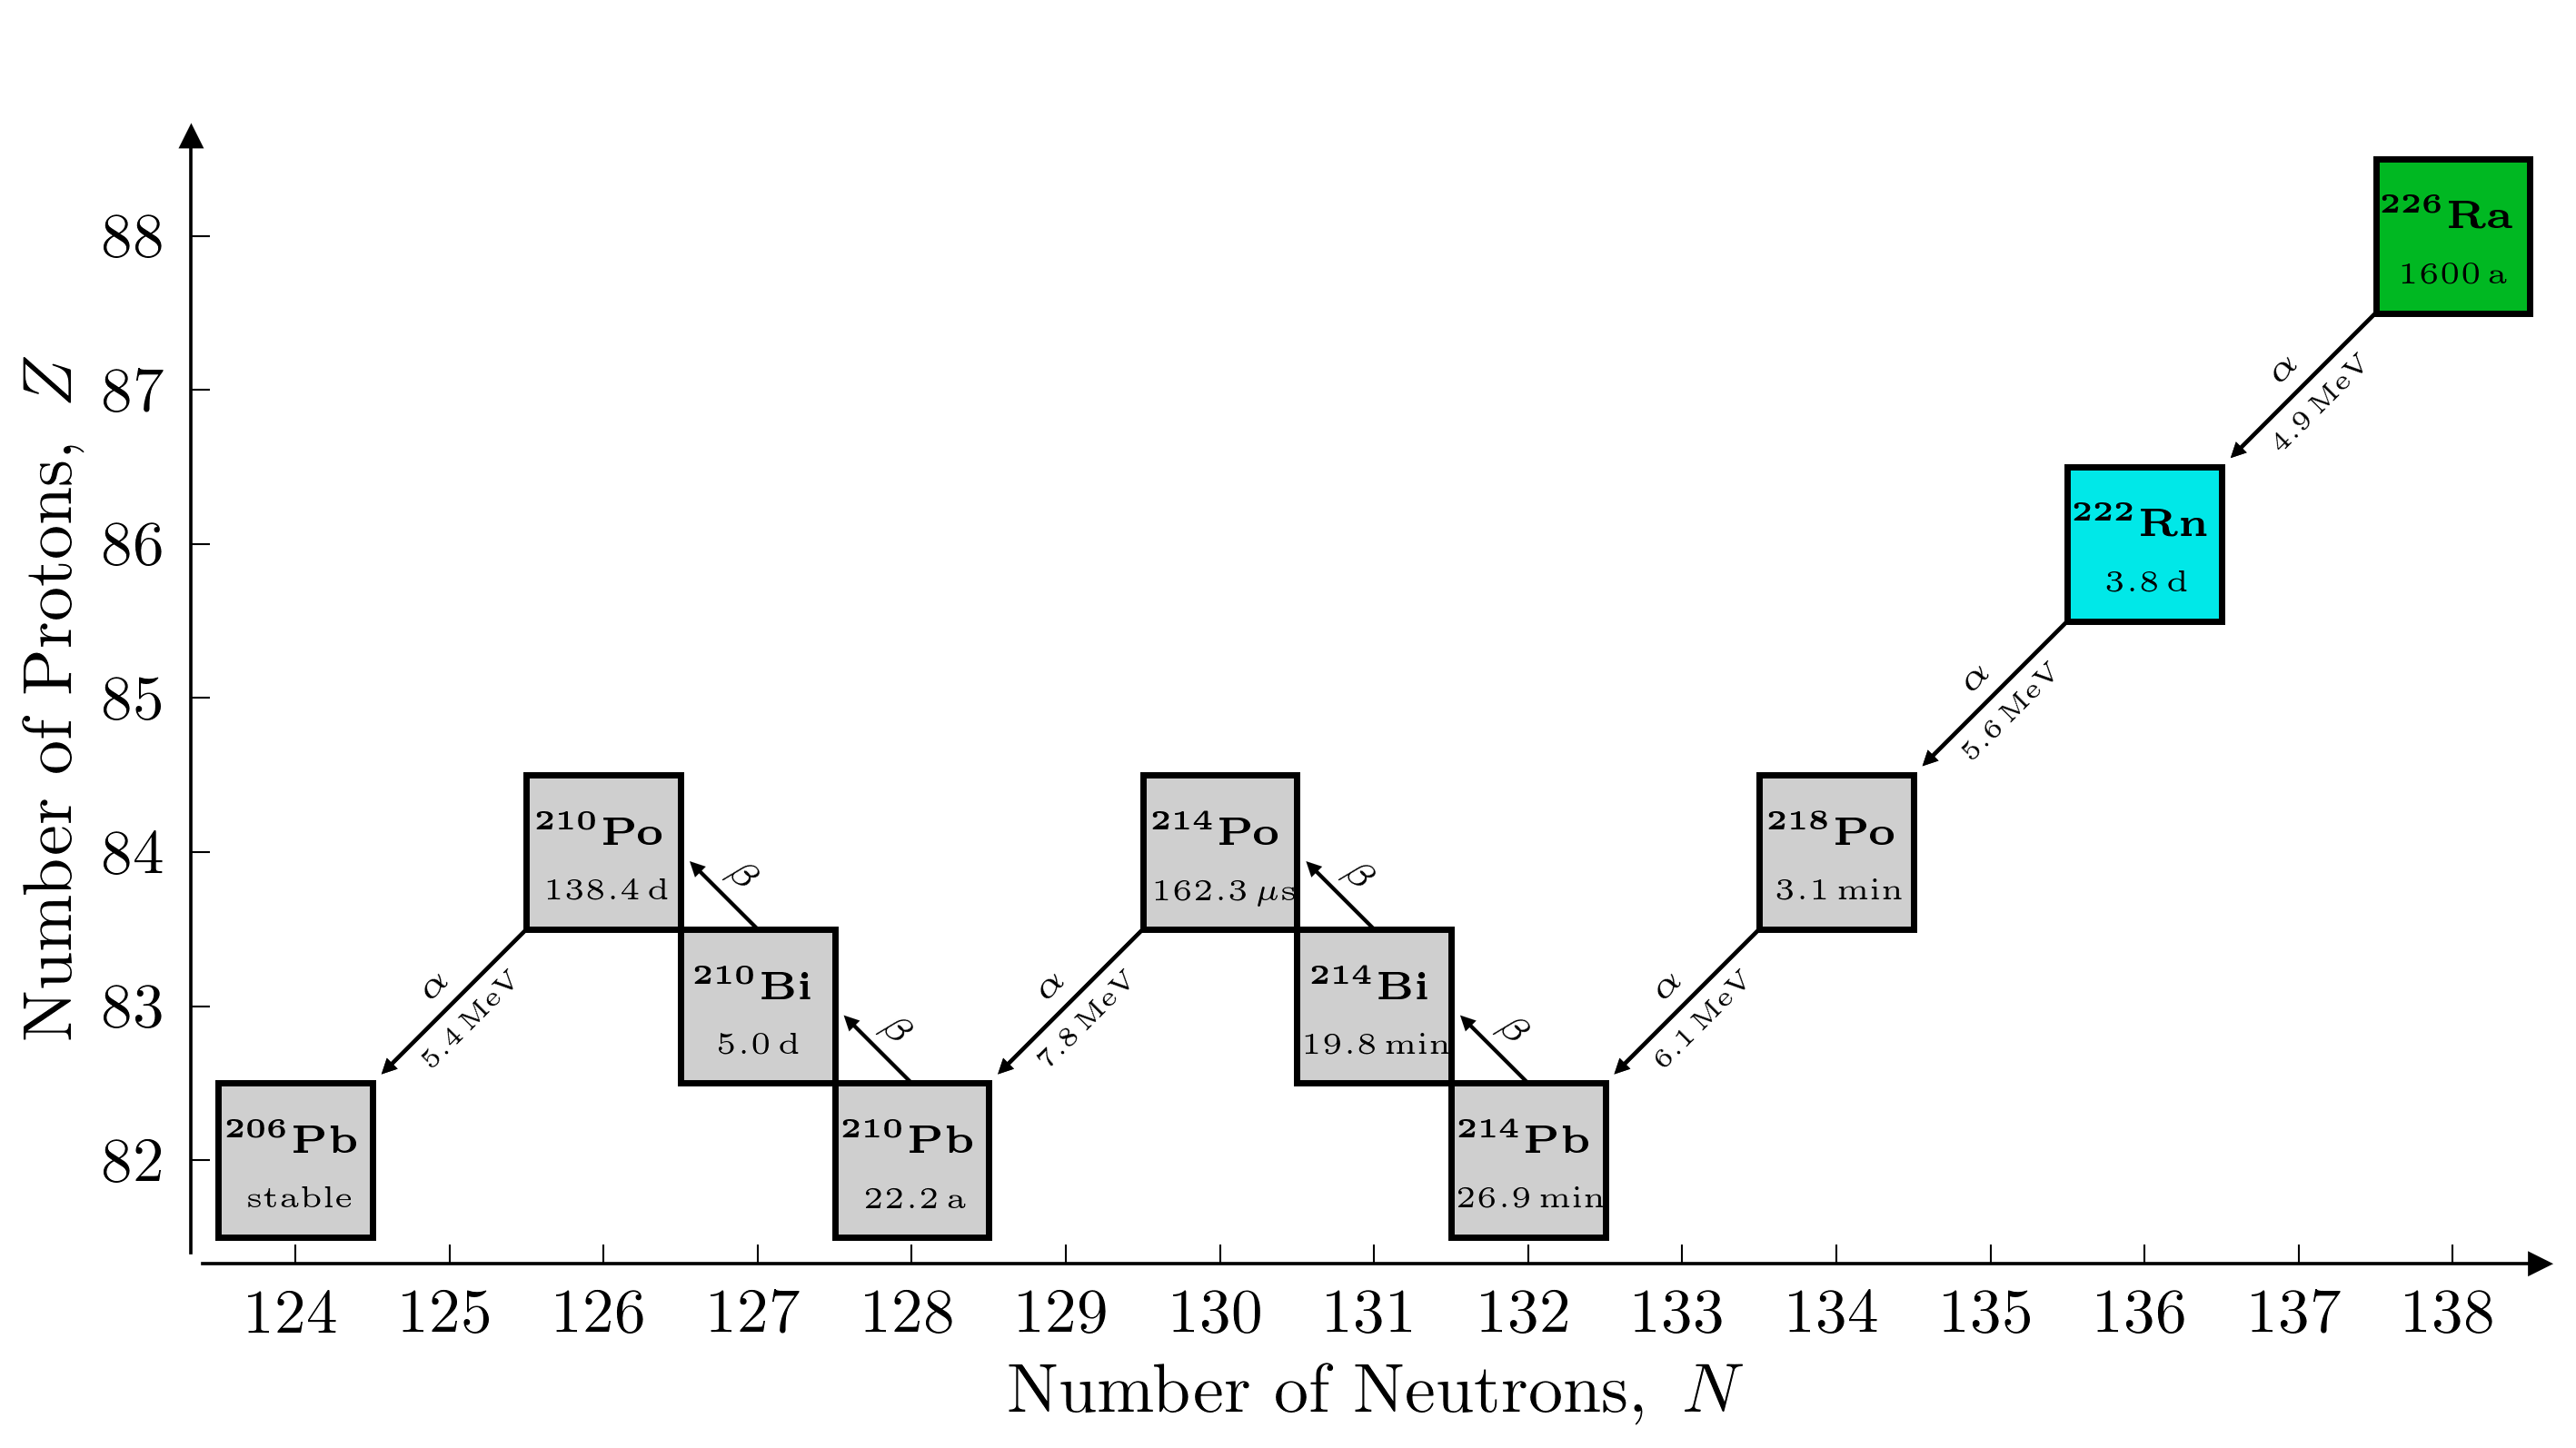 88
²²⁶Ra
1600 a
α
4.9 MeV
87
86
²²²Rn
3.8 d
α
5.6 MeV
85
84
²¹⁰Po
138.4 d
β
²¹⁴Po
162.3 μs
β
²¹⁸Po
3.1 min
83
α
5.4 MeV
²¹⁰Bi
5.0 d
β
α
7.8 MeV
²¹⁴Bi
19.8 min
β
α
6.1 MeV
82
²⁰⁶Pb
stable
²¹⁰Pb
22.2 a
²¹⁴Pb
26.9 min
Number of Protons, Z
124 125 126 127 128 129 130 131 132 133 134 135 136 137 138
Number of Neutrons, N